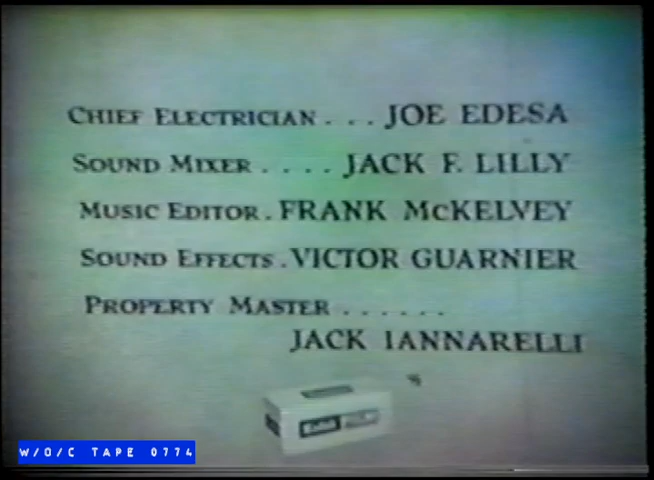 CHIEF ELECTRICIAN . . . JOE EDESA
SOUND MIXER . . . . JACK F. LILLY
MUSIC EDITOR . FRANK McKELVEY
SOUND EFFECTS . VICTOR GUARNIER
PROPERTY MASTER . . . . . .
JACK IANNARELLI
Kodak
W/O/C TAPE 0774